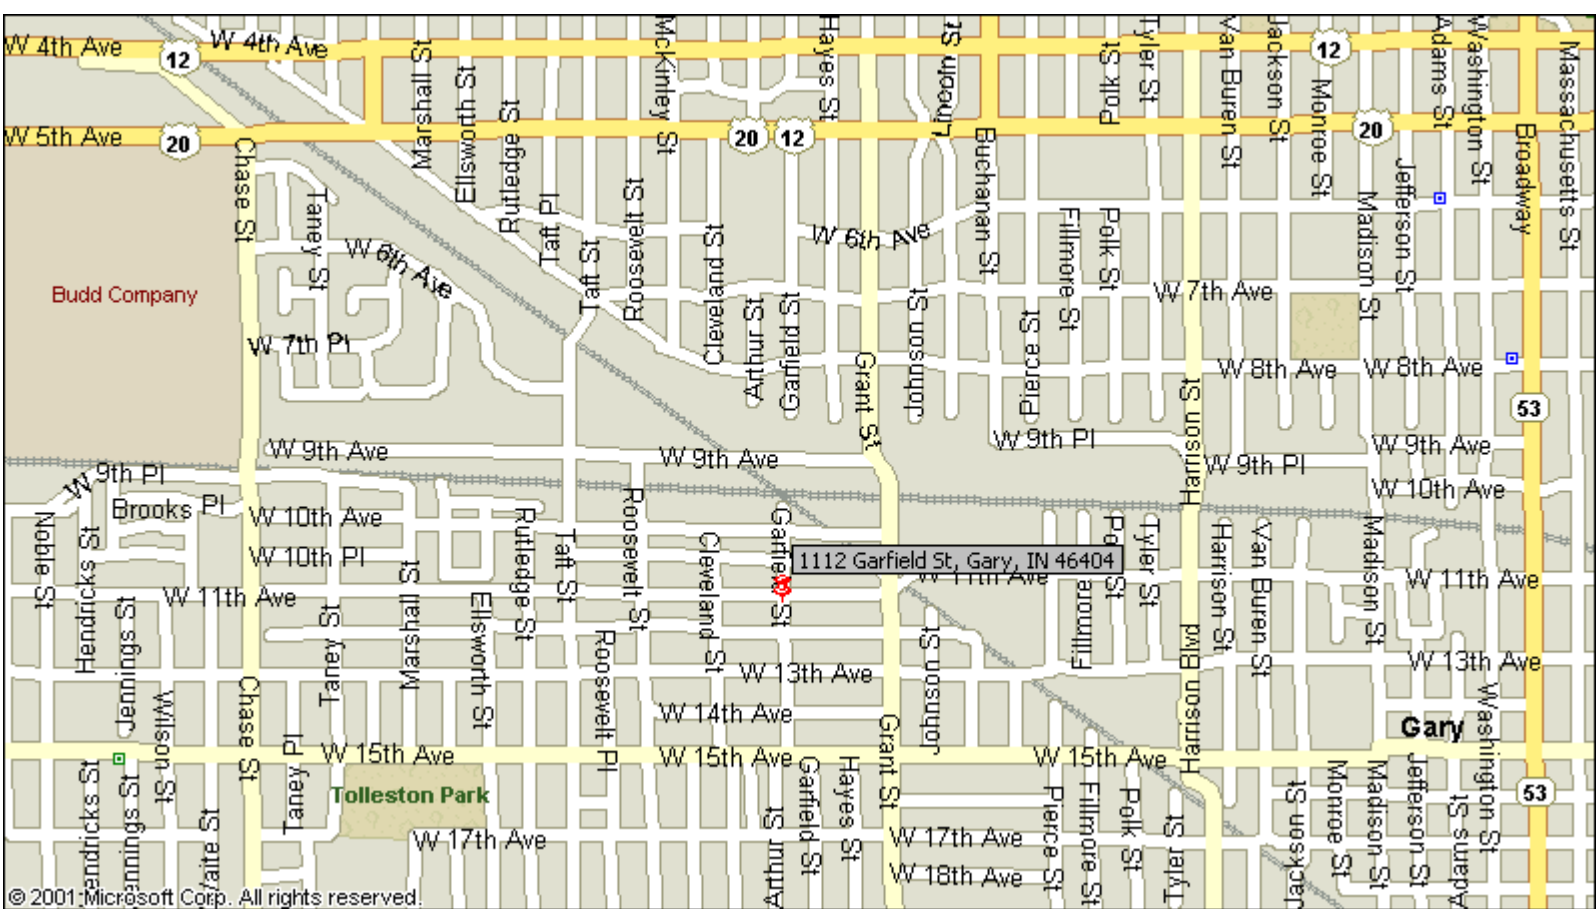 W 4th Ave
12
W 4th Ave
Marshall St
Ellsworth St
Rutledge St
McKinley St
Hayes St
Lincoln St
Polk St
Tyler St
Van Buren St
Jackson St
12
Monroe St
Adams St
Washington St
Massachusetts St
W 5th Ave
20
20
12
20
Chase St
Taney St
Taft Pl
Taft St
Roosevelt St
Cleveland St
W 6th Ave
W 6th Ave
Buchanan St
Fillmore St
Polk St
Madison St
Jefferson St
Broadway
Budd Company
W 7th Ave
W 7th Pl
Arthur St
Garfield St
Grant St
Johnson St
Pierce St
Harrison St
W 8th Ave
W 8th Ave
53
W 9th Ave
W 9th Ave
W 9th Pl
W 9th Pl
W 9th Ave
W 9th Pl
W 10th Ave
Brooks Pl
W 10th Ave
W 10th Pl
Noble St
Hendricks St
Rutledge St
Taft St
Roosevelt St
Cleveland St
Garfield St
1112 Garfield St, Gary, IN 46404
W 11th Ave
Tyler St
Harrison St
Van Buren St
Madison St
W 11th Ave
W 11th Ave
Jennings St
Taney St
Marshall St
Ellsworth St
Roosevelt Pl
Johnson St
Fillmore
Harrison Blvd
W 13th Ave
W 13th Ave
Wilson St
Chase St
W 14th Ave
Grant St
Gary
Washington St
W 15th Ave
W 15th Ave
W 15th Ave
Taney Pl
Tolleston Park
Hendricks St
Jennings St
Waite St
W 17th Ave
Arthur St
Garfield St
Hayes St
W 17th Ave
W 18th Ave
Pierce St
Fillmore St
Polk St
Tyler St
Jackson St
Monroe St
Madison St
Jefferson St
Adams St
53
© 2001 Microsoft Corp. All rights reserved.